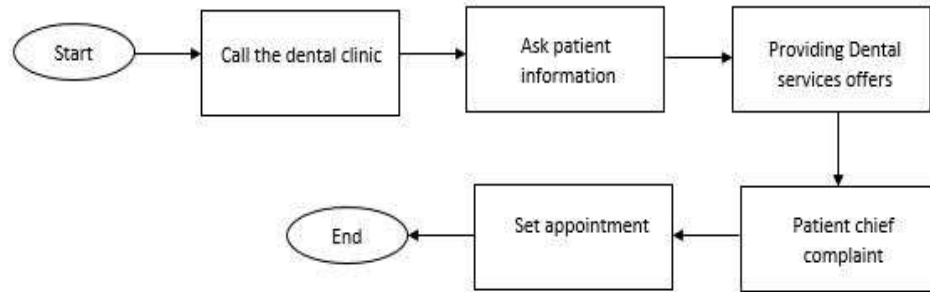 Start
Call the dental clinic
Ask patient
information
Providing Dental
services offers
Patient chief
complaint
Set appointment
End